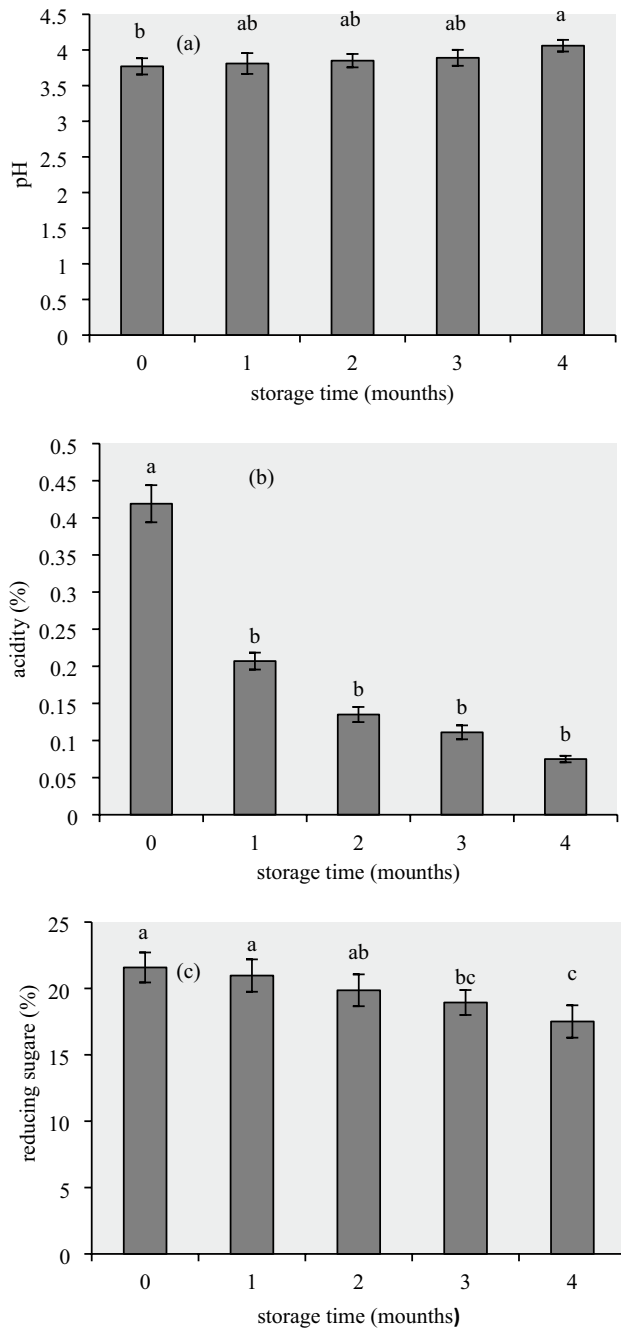 4.5
4
3.5
3
2.5
2
1.5
1
0.5
0
pH
(a)
b
ab
ab
ab
a
0 1 2 3 4
storage time (mounths)
0.5
0.45
0.4
0.35
0.3
0.25
0.2
0.15
0.1
0.05
0
acidity (%)
(b)
a
b
b
b
b
0 1 2 3 4
storage time (mounths)
25
20
15
10
5
0
reducing sugare (%)
(c)
a
a
ab
bc
c
0 1 2 3 4
storage time (mounths)